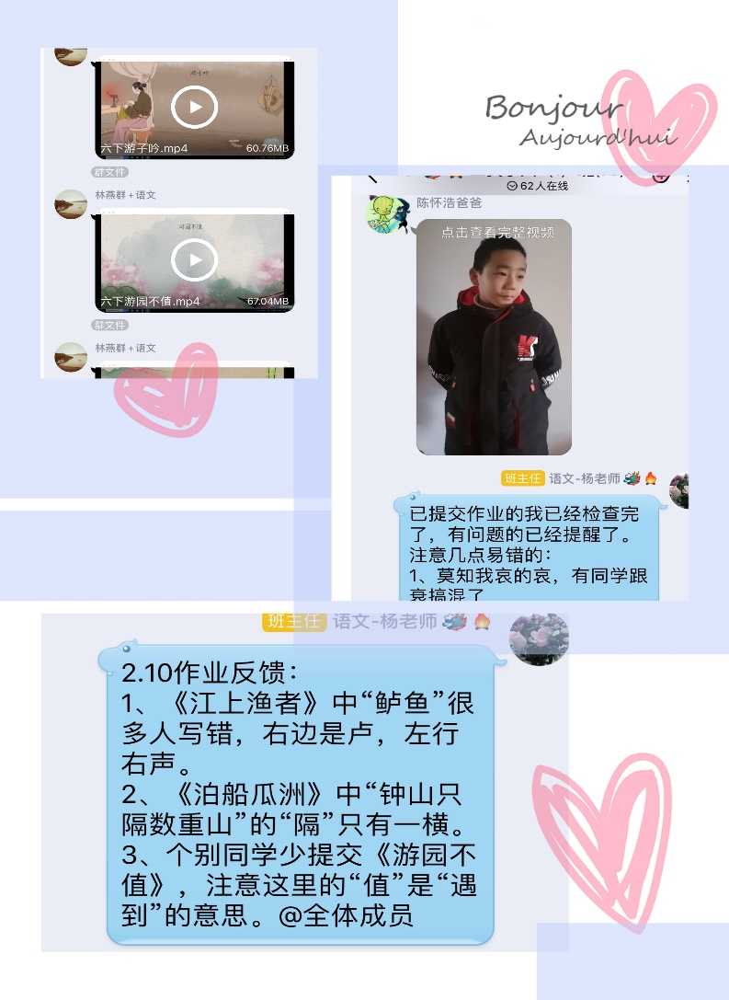 Bonjour
Aujourd'hui
游子吟
六下游子吟.mp4
60.76MB
群文件
林燕群+语文
游园不值
六下游园不值.mp4
67.04MB
群文件
林燕群+语文
62人在线
陈怀浩爸爸
点击查看完整视频
班主任 语文-杨老师
已提交作业的我已经检查完
了，有问题的已经提醒了。
注意几点易错的：
1、莫知我哀的哀，有同学跟
衰搞混了
班主任 语文-杨老师
2.10作业反馈：
1、《江上渔者》中“鲈鱼”很
多人写错，右边是卢，左行
右声。
2、《泊船瓜洲》中“钟山只
隔数重山”的“隔”只有一横。
3、个别同学少提交《游园不
值》，注意这里的“值”是“遇
到”的意思。@全体成员